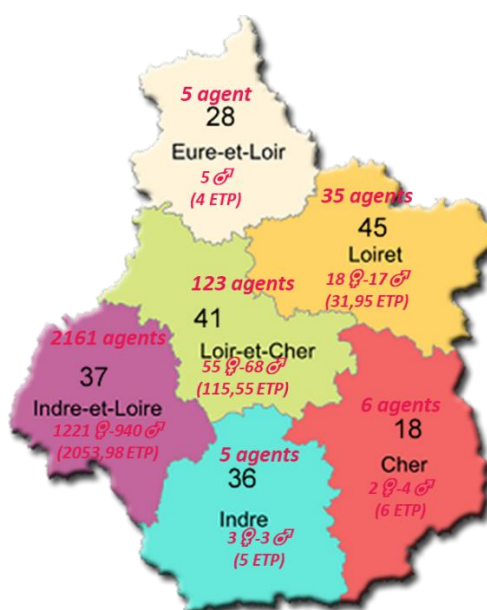 5 agent
28
Eure-et-Loir
5 ♂
(4 ETP)
35 agents
45
Loiret
18 ♀-17 ♂
(31,95 ETP)
123 agents
41
Loir-et-Cher
55 ♀-68 ♂
(115,55 ETP)
2161 agents
37
Indre-et-Loire
1221 ♀-940 ♂
(2053,98 ETP)
6 agents
18
Cher
2 ♀-4 ♂
(6 ETP)
5 agents
36
Indre
3 ♀-3 ♂
(5 ETP)